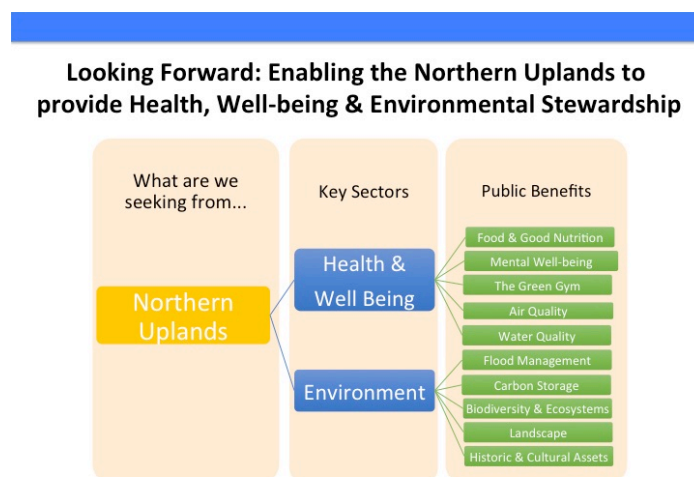 Looking Forward: Enabling the Northern Uplands to
provide Health, Well-being & Environmental Stewardship
What are we
seeking from...
Key Sectors
Public Benefits
Northern
Uplands
Health &
Well Being
Environment
Food & Good Nutrition
Mental Well-being
The Green Gym
Air Quality
Water Quality
Flood Management
Carbon Storage
Biodiversity & Ecosystems
Landscape
Historic & Cultural Assets